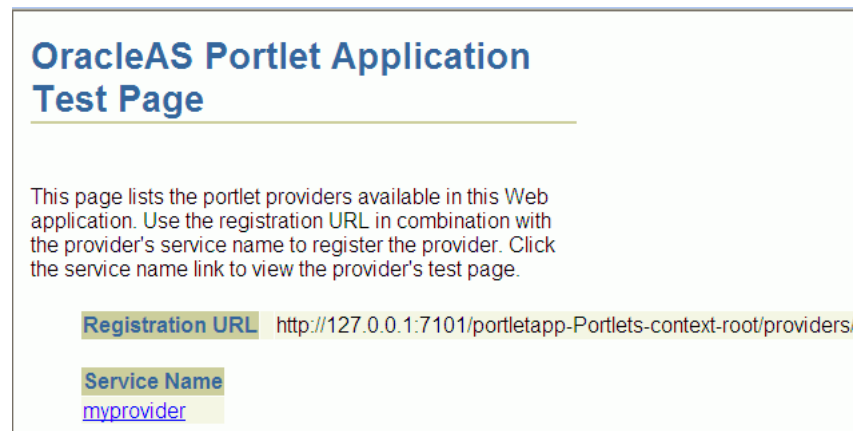 OracleAS Portlet Application
Test Page
This page lists the portlet providers available in this Web
application. Use the registration URL in combination with
the provider's service name to register the provider. Click
the service name link to view the provider's test page.
Registration URL http://127.0.0.1:7101/portletapp-Portlets-context-root/providers/
Service Name
myprovider